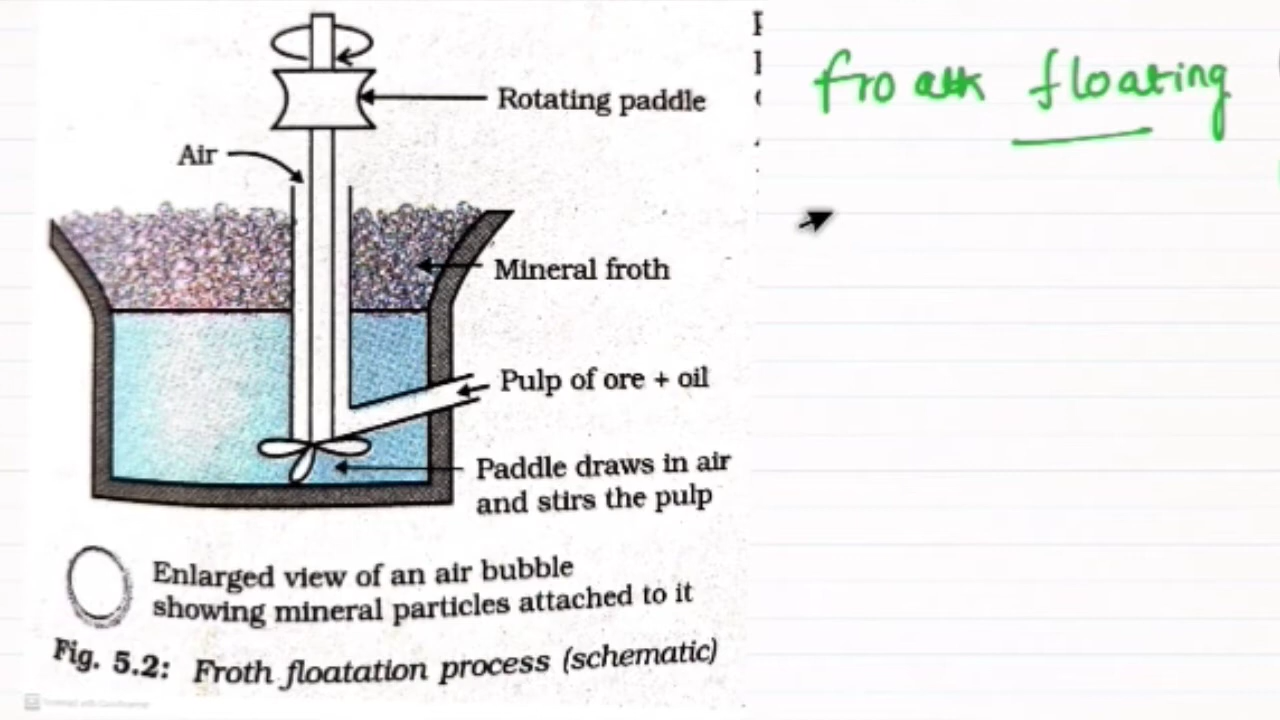 Rotating paddle
Air
Mineral froth
Pulp of ore + oil
Paddle draws in air
and stirs the pulp
Enlarged view of an air bubble
showing mineral particles attached to it
Fig. 5.2: Froth floatation process (schematic)
floating